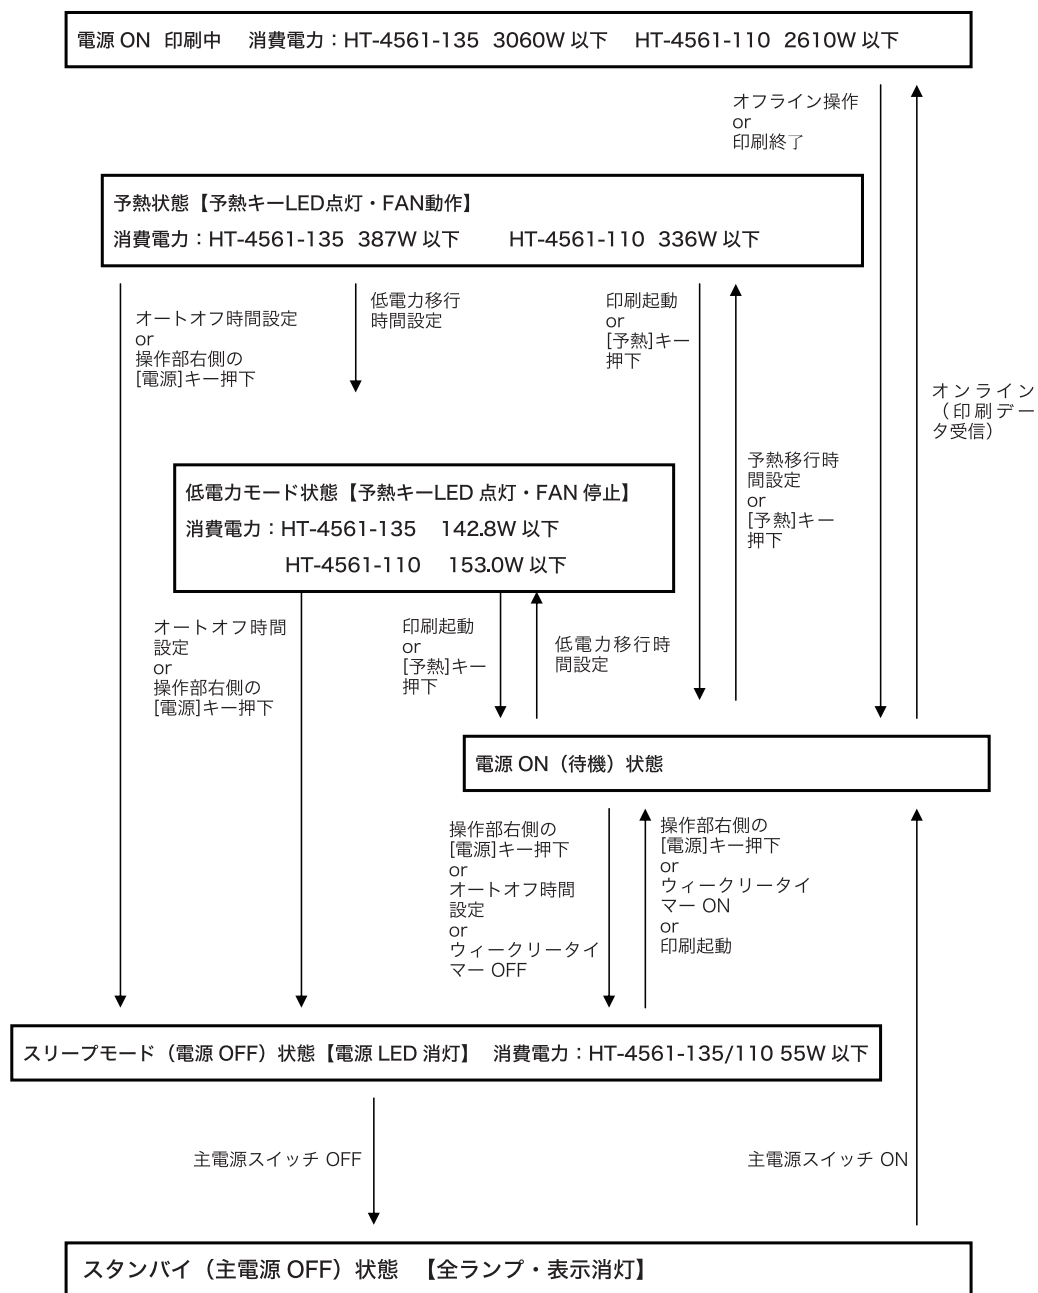 電源 ON 印刷中 消費電力：HT-4561-135 3060W 以下 HT-4561-110 2610W 以下
オフライン操作
or
印刷終了
予熱状態【予熱キーLED点灯・FAN動作】
消費電力：HT-4561-135 387W 以下 HT-4561-110 336W 以下
オートオフ時間設定
or
操作部右側の
[電源]キー押下
低電力移行
時間設定
印刷起動
or
[予熱]キー
押下
オンライン
（印刷デー
タ受信）
予熱移行時
間設定
or
[予熱]キー
押下
低電力モード状態【予熱キーLED 点灯・FAN 停止】
消費電力：HT-4561-135 142.8W 以下
HT-4561-110 153.0W 以下
オートオフ時間
設定
or
操作部右側の
[電源]キー押下
印刷起動
or
[予熱]キー
押下
低電力移行時
間設定
電源 ON（待機）状態
操作部右側の
[電源]キー押下
or
オートオフ時間
設定
or
ウィークリータイ
マー OFF
操作部右側の
[電源]キー押下
or
ウィークリータイ
マー ON
or
印刷起動
スリープモード（電源 OFF）状態【電源 LED 消灯】 消費電力：HT-4561-135/110 55W 以下
主電源スイッチ OFF
主電源スイッチ ON
スタンバイ（主電源 OFF）状態 【全ランプ・表示消灯】